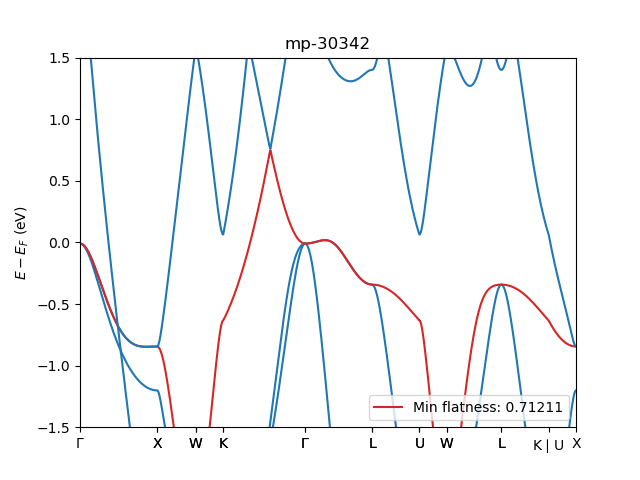 mp-30342
E − E_F (eV)
1.5
1.0
0.5
0.0
−0.5
−1.0
−1.5
Min flatness: 0.71211
Γ X W K Γ L U W L K | U X